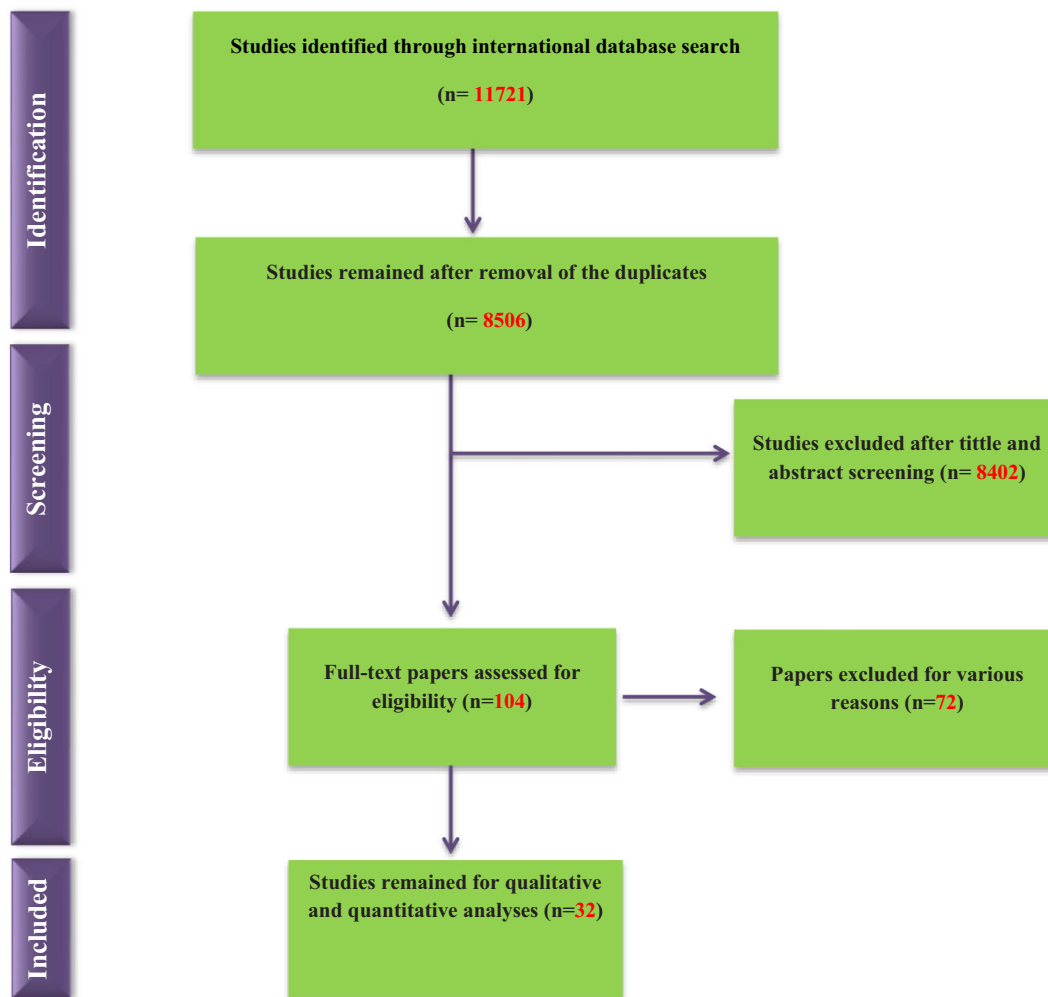 Identification
Studies identified through international database search
(n= 11721)
Studies remained after removal of the duplicates
(n= 8506)
Screening
Studies excluded after tittle and
abstract screening (n= 8402)
Eligibility
Full-text papers assessed for
eligibility (n=104)
Papers excluded for various
reasons (n=72)
Included
Studies remained for qualitative
and quantitative analyses (n=32)